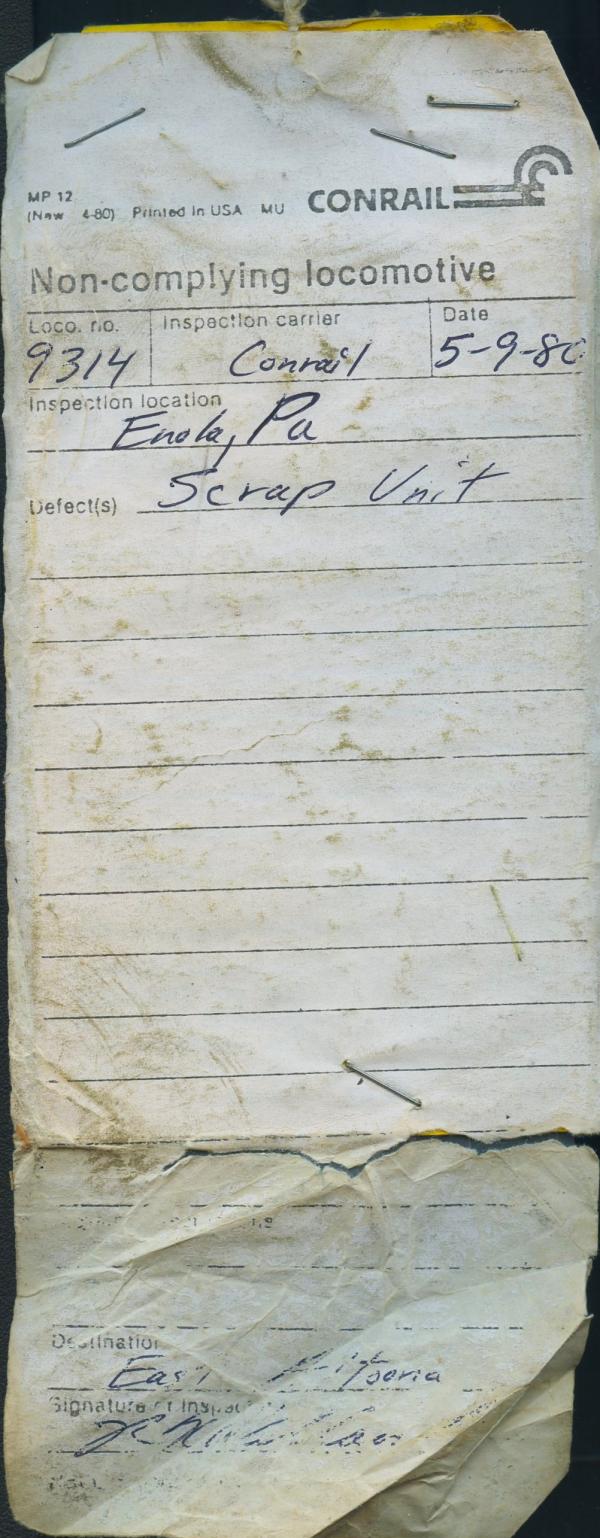 MP 12
(New 4-80) Printed in USA MU CONRAIL
Non-complying locomotive
Loco. no. Inspection carrier Date
9314 Conrail 5-9-80
Inspection location
Enola, Pa
Defect(s) Scrap Unit
Destination
East
Signature of Inspector